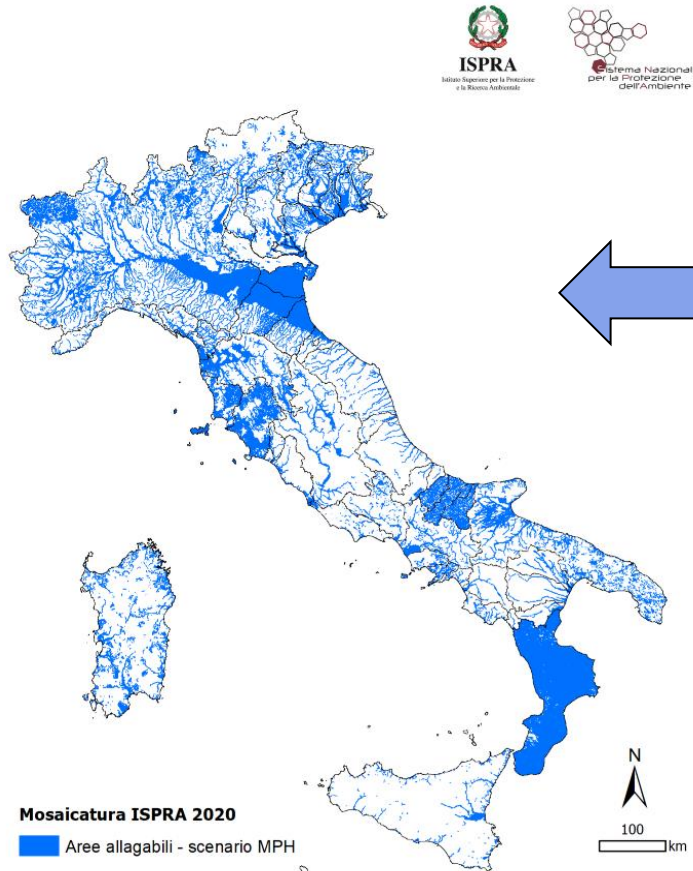 ISPRA
Istituto Superiore per la Protezione
e la Ricerca Ambientale
Sistema Nazionale
per la Protezione
dell'Ambiente
N
100
km
Mosaicatura ISPRA 2020
Aree allagabili - scenario MPH